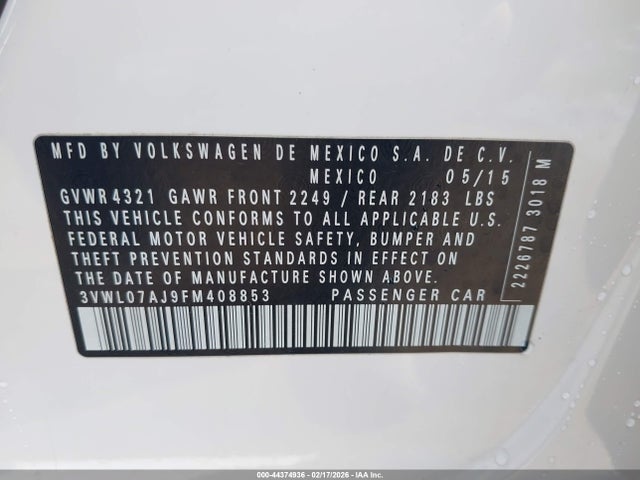 MFD BY VOLKSWAGEN DE MEXICO S.A. DE C.V.
MEXICO 05/15
GVWR 4321 GAWR FRONT 2249 / REAR 2183 LBS
THIS VEHICLE CONFORMS TO ALL APPLICABLE U.S.
FEDERAL MOTOR VEHICLE SAFETY, BUMPER AND
THEFT PREVENTION STANDARDS IN EFFECT ON
THE DATE OF MANUFACTURE SHOWN ABOVE.
3VWL07AJ9FM408853 PASSENGER CAR
2226787 3018 M
000-44374936 - 02/17/2026 - IAA Inc.